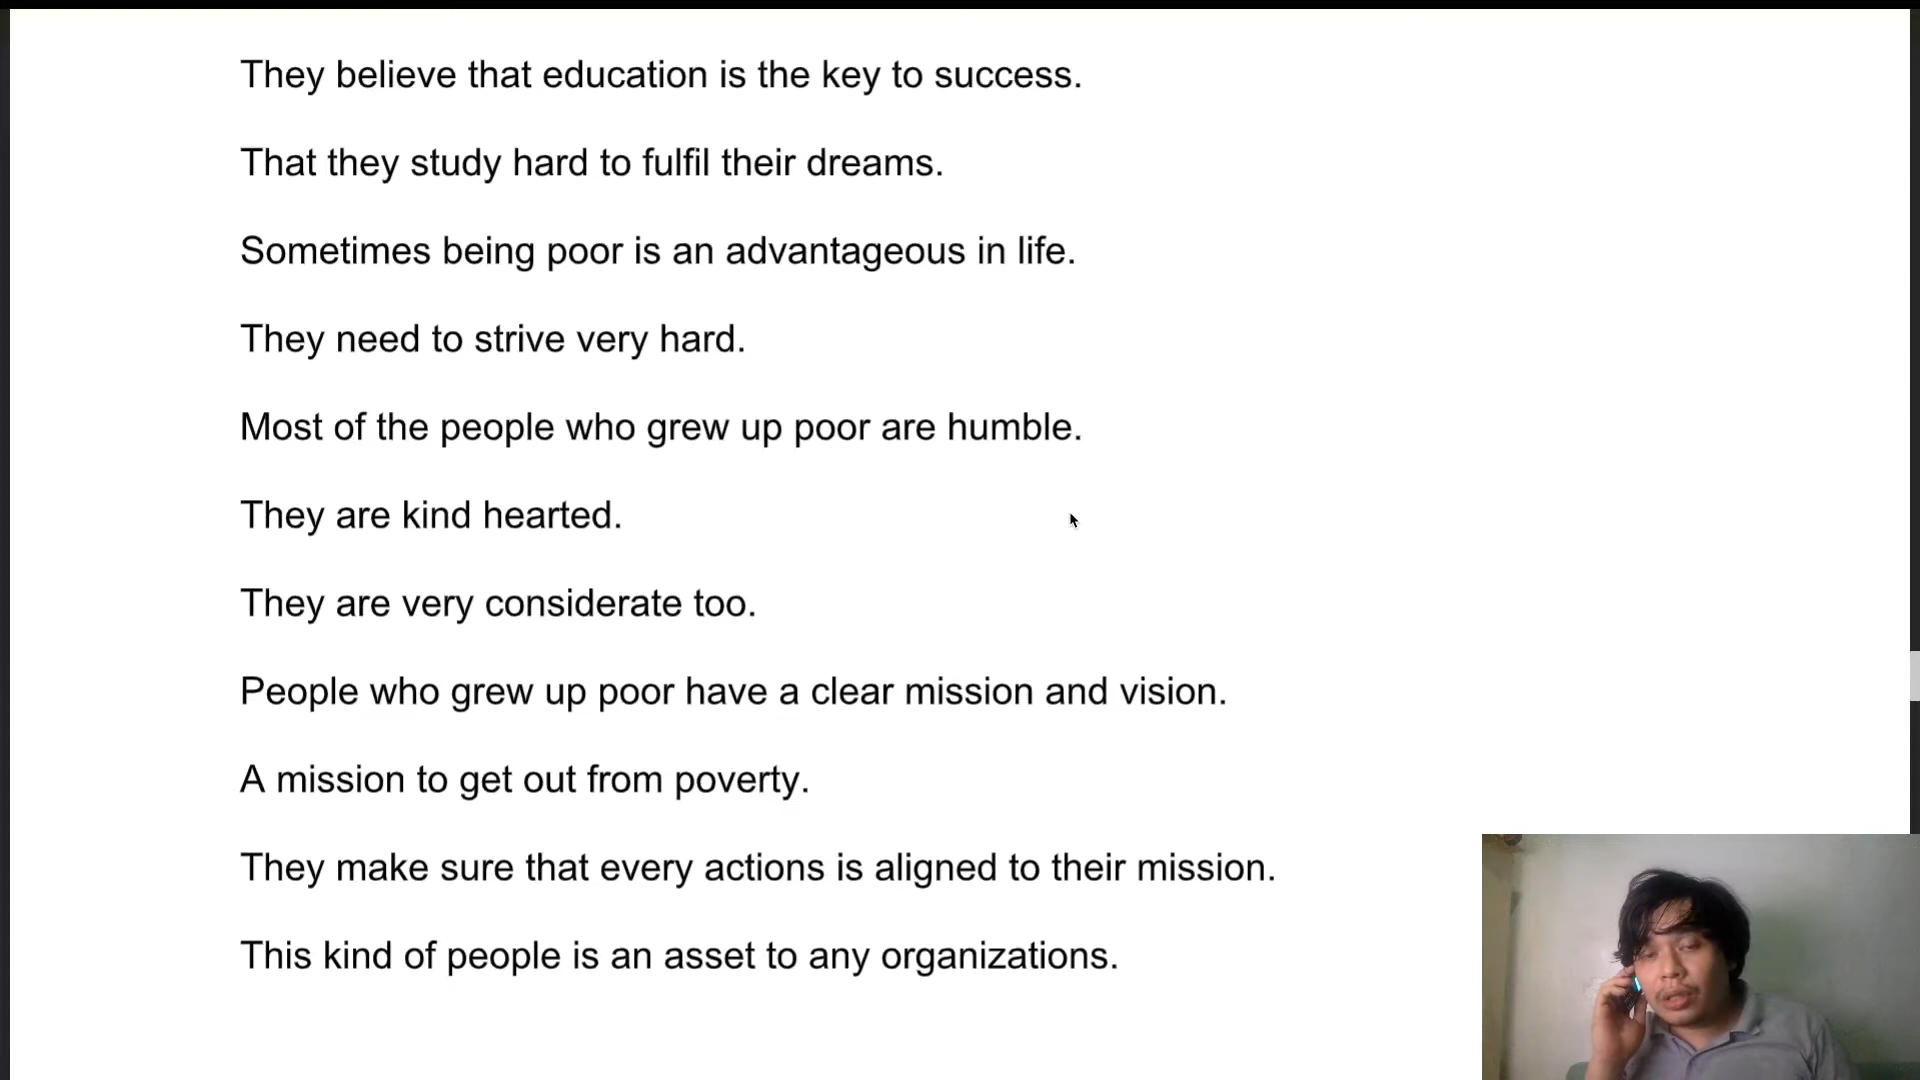 They believe that education is the key to success.
That they study hard to fulfil their dreams.
Sometimes being poor is an advantageous in life.
They need to strive very hard.
Most of the people who grew up poor are humble.
They are kind hearted.
They are very considerate too.
People who grew up poor have a clear mission and vision.
A mission to get out from poverty.
They make sure that every actions is aligned to their mission.
This kind of people is an asset to any organizations.